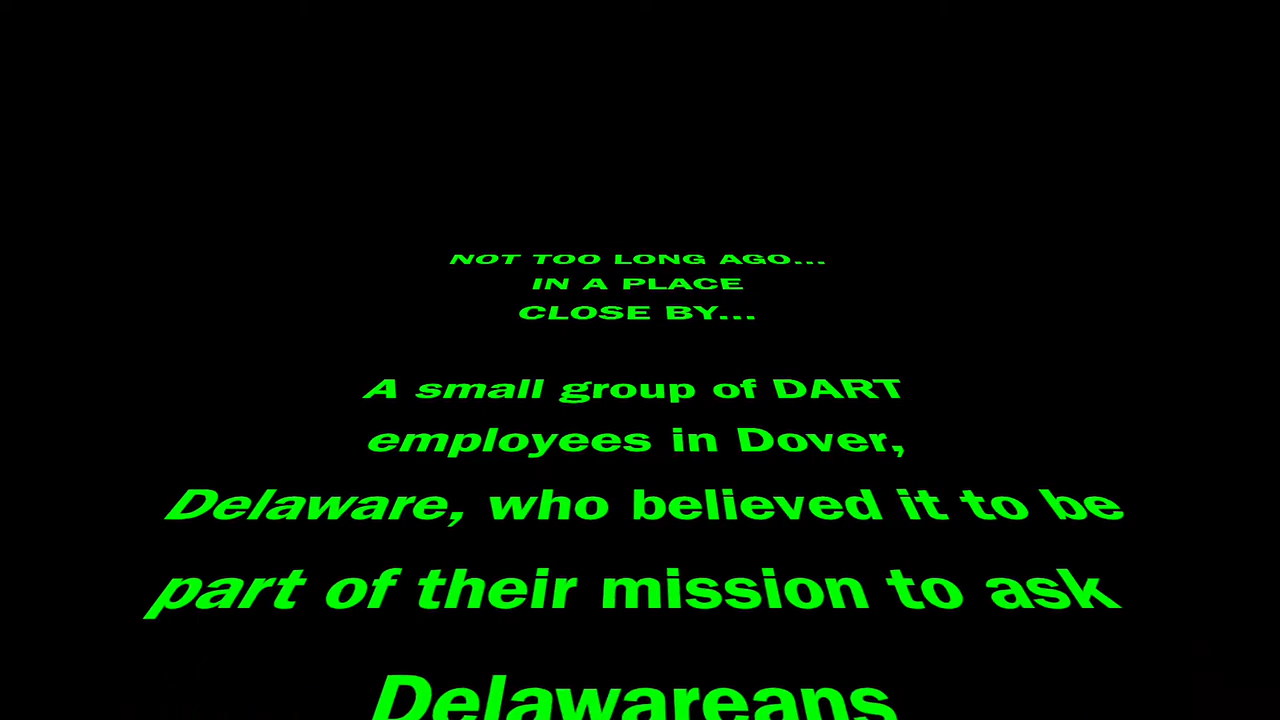 NOT TOO LONG AGO...
IN A PLACE
CLOSE BY...
A small group of DART
employees in Dover,
Delaware, who believed it to be
part of their mission to ask
Delawareans